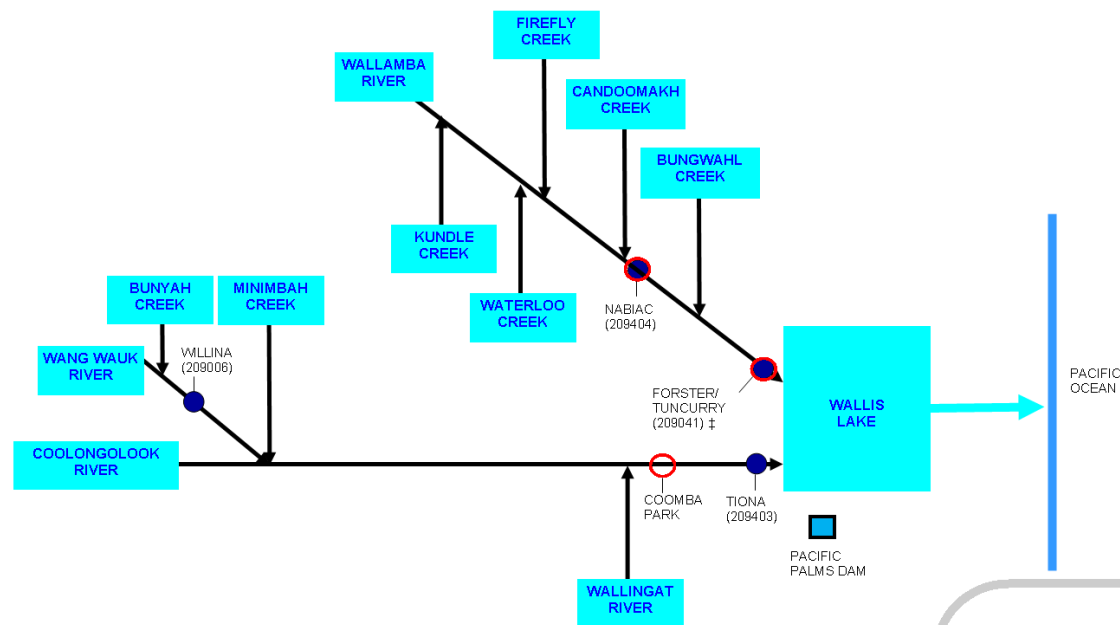 FIREFLY
CREEK
WALLAMBA
RIVER
CANDOOMAKH
CREEK
BUNGWAHL
CREEK
KUNDLE
CREEK
WATERLOO
CREEK
NABIAC
(209404)
BUNYAH
CREEK
MINIMBAH
CREEK
WANG WAUK
RIVER
WILLINA
(209006)
FORSTER/
TUNCURRY
(209041) ‡
WALLIS
LAKE
PACIFIC
OCEAN
COOLONGOLOOK
RIVER
COOMBA
PARK
TIONA
(209403)
PACIFIC
PALMS DAM
WALLINGAT
RIVER